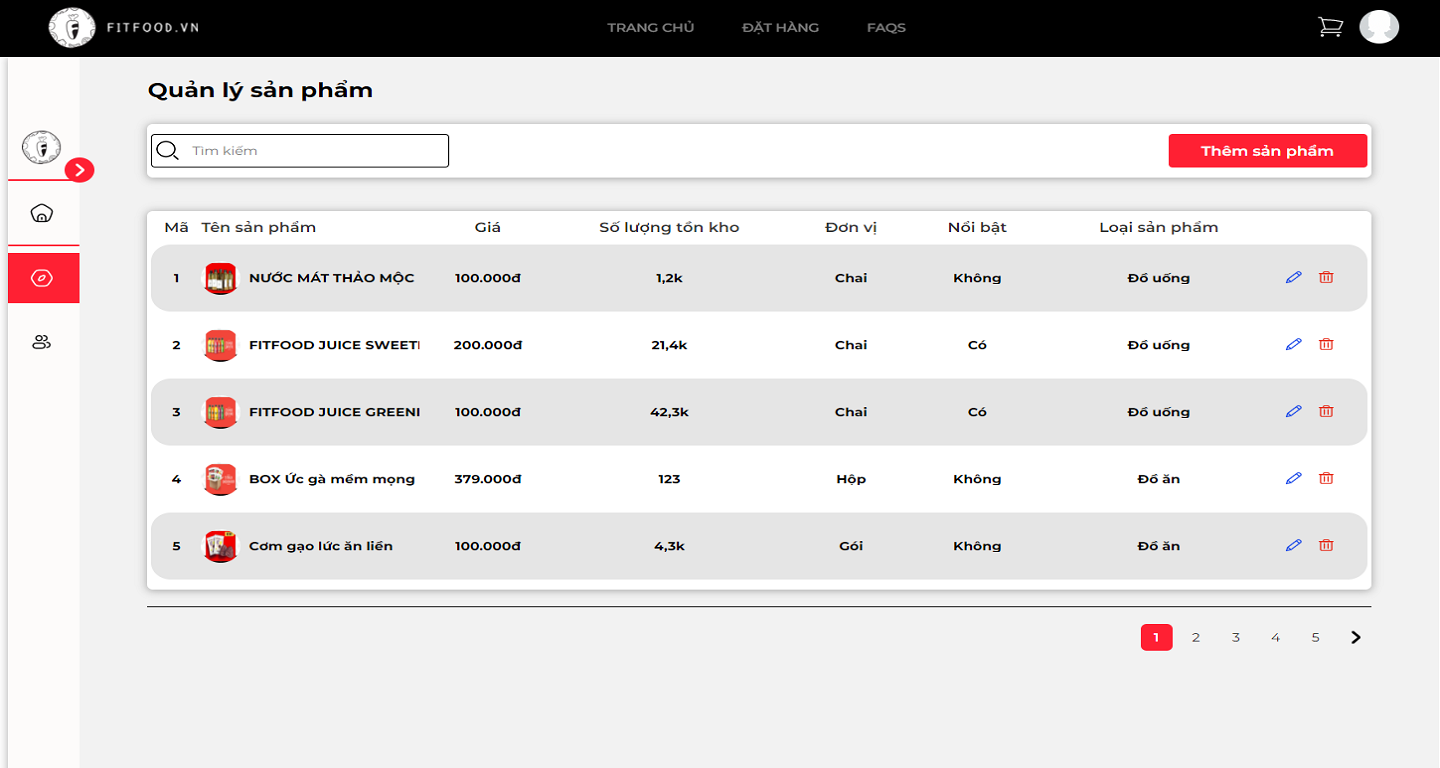 FITFOOD.VN TRANG CHỦ ĐẶT HÀNG FAQS
Quản lý sản phẩm
Tìm kiếm Thêm sản phẩm
Mã Tên sản phẩm Giá Số lượng tồn kho Đơn vị Nổi bật Loại sản phẩm
1 NƯỚC MÁT THẢO MỘC 100.000đ 1,2k Chai Không Đồ uống
2 FITFOOD JUICE SWEET 200.000đ 21,4k Chai Có Đồ uống
3 FITFOOD JUICE GREEN 100.000đ 42,3k Chai Có Đồ uống
4 BOX Ức gà mềm mọng 379.000đ 123 Hộp Không Đồ ăn
5 Cơm gạo lức ăn liền 100.000đ 4,3k Gói Không Đồ ăn
1 2 3 4 5